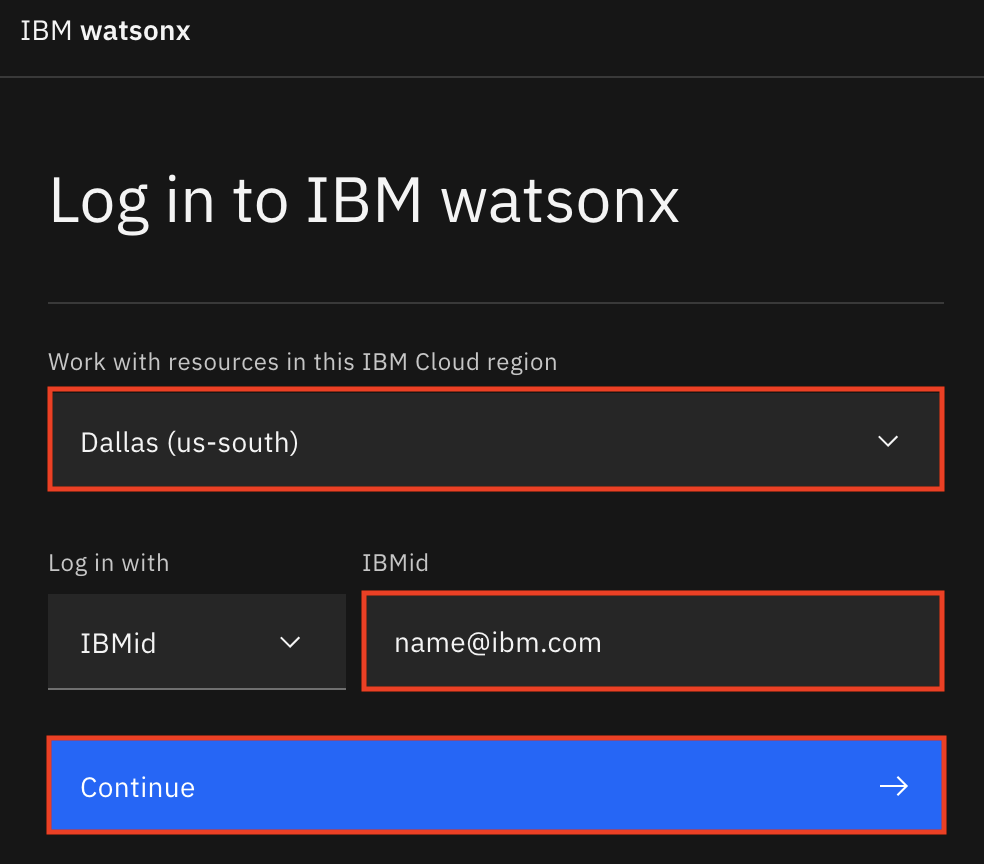 IBM watsonx
Log in to IBM watsonx
Work with resources in this IBM Cloud region
Dallas (us-south)
Log in with
IBMid
IBMid
name@ibm.com
Continue